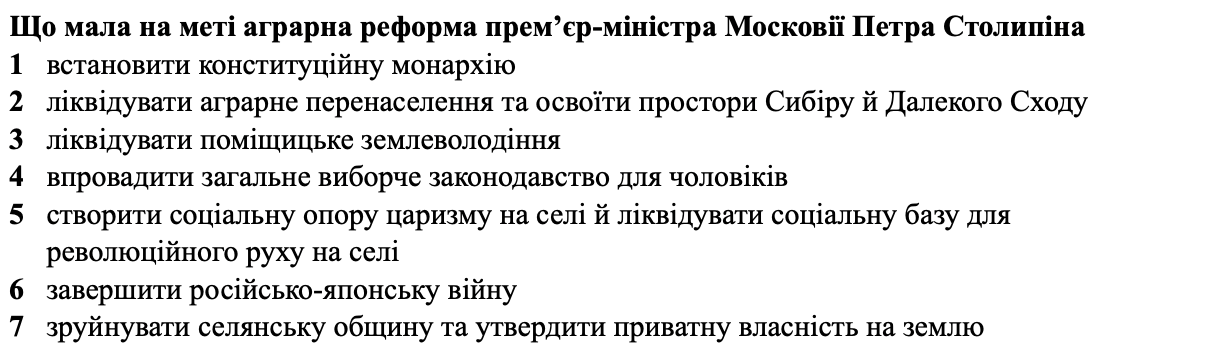 Що мала на меті аграрна реформа прем’єр-міністра Московії Петра Столипіна
1 встановити конституційну монархію
2 ліквідувати аграрне перенаселення та освоїти простори Сибіру й Далекого Сходу
3 ліквідувати поміщицьке землеволодіння
4 впровадити загальне виборче законодавство для чоловіків
5 створити соціальну опору царизму на селі й ліквідувати соціальну базу для
революційного руху на селі
6 завершити російсько-японську війну
7 зруйнувати селянську общину та утвердити приватну власність на землю